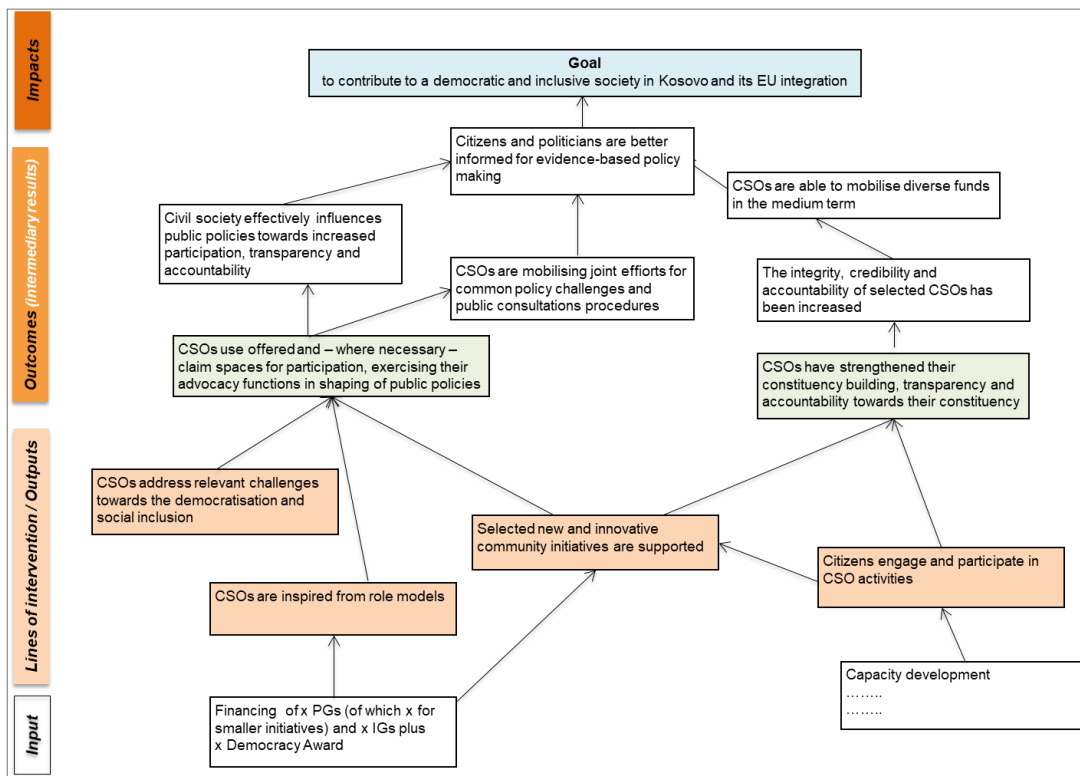 Impacts
Goal
to contribute to a democratic and inclusive society in Kosovo and its EU integration
Outcomes (intermediary results)
Citizens and politicians are better
informed for evidence-based policy
making
CSOs are able to mobilise diverse funds
in the medium term
Civil society effectively influences
public policies towards increased
participation, transparency and
accountability
CSOs are mobilising joint efforts for
common policy challenges and
public consultations procedures
The integrity, credibility and
accountability of selected CSOs has
been increased
CSOs use offered and – where necessary –
claim spaces for participation, exercising their
advocacy functions in shaping of public policies
CSOs have strengthened their
constituency building, transparency and
accountability towards their constituency
Lines of intervention / Outputs
CSOs address relevant challenges
towards the democratisation and
social inclusion
Selected new and innovative
community initiatives are supported
Citizens engage and participate in
CSO activities
CSOs are inspired from role models
Input
Financing of x PGs (of which x for
smaller initiatives) and x IGs plus
x Democracy Award
Capacity development
……..
……..